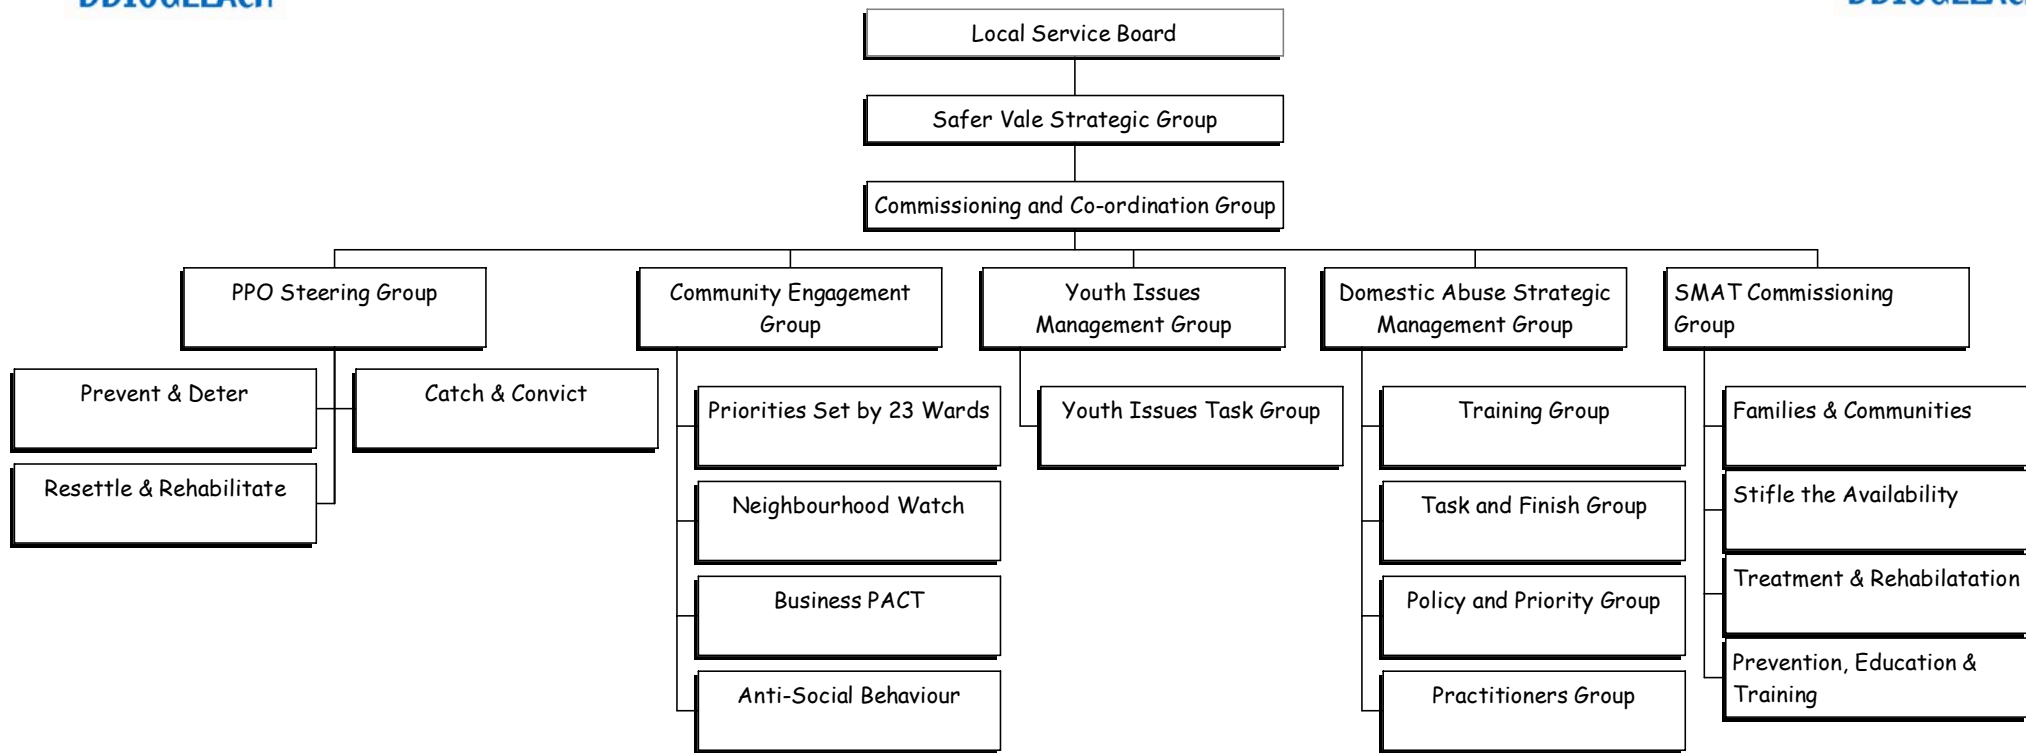 DDIOGELACH
DDIOGELACH
Local Service Board
Safer Vale Strategic Group
Commissioning and Co-ordination Group
PPO Steering Group
Community Engagement
Group
Youth Issues
Management Group
Domestic Abuse Strategic
Management Group
SMAT Commissioning
Group
Prevent & Deter
Catch & Convict
Resettle & Rehabilitate
Priorities Set by 23 Wards
Neighbourhood Watch
Business PACT
Anti-Social Behaviour
Youth Issues Task Group
Training Group
Task and Finish Group
Policy and Priority Group
Practitioners Group
Families & Communities
Stifle the Availability
Treatment & Rehabilatation
Prevention, Education &
Training